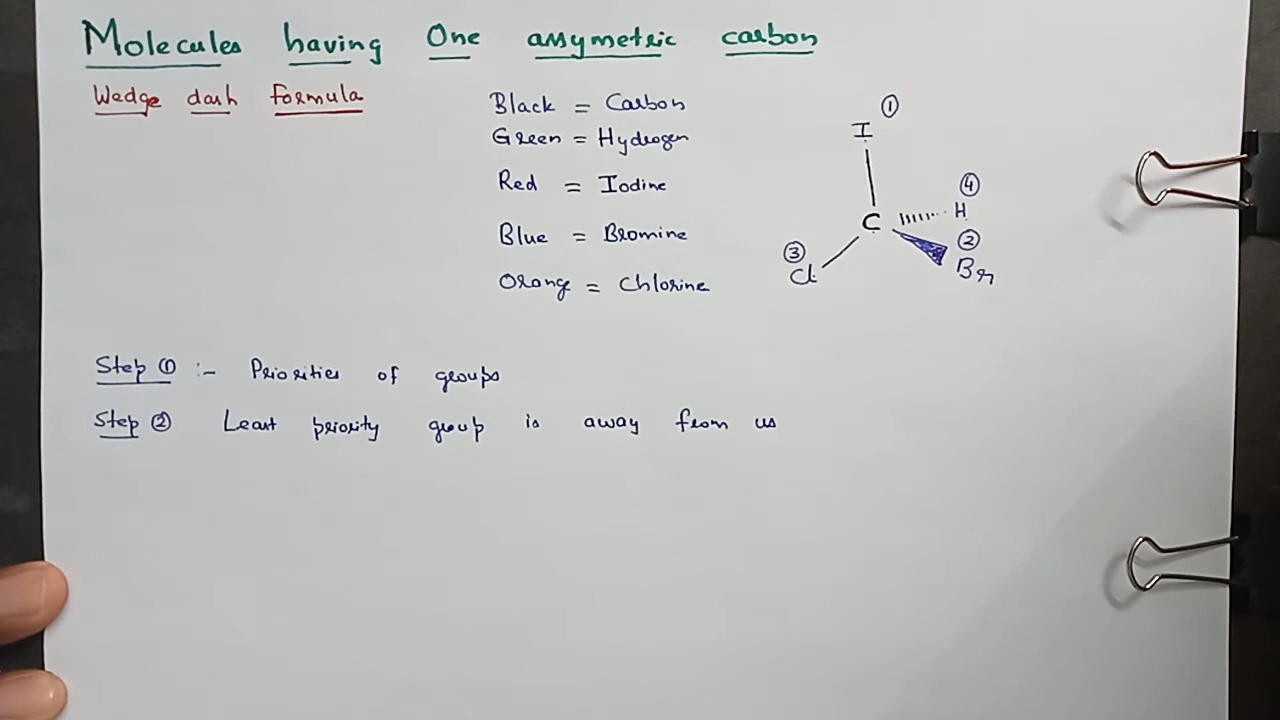 Molecules having One assymetric carbon
Wedge dash formula
Black = Carbon
Green = Hydrogen
Red = Iodine
Blue = Bromine
Orange = Chlorine
①
I
④
C H
③ ②
Cl Br
Step ① :- Priorities of groups
Step ② Least priority group is away from us